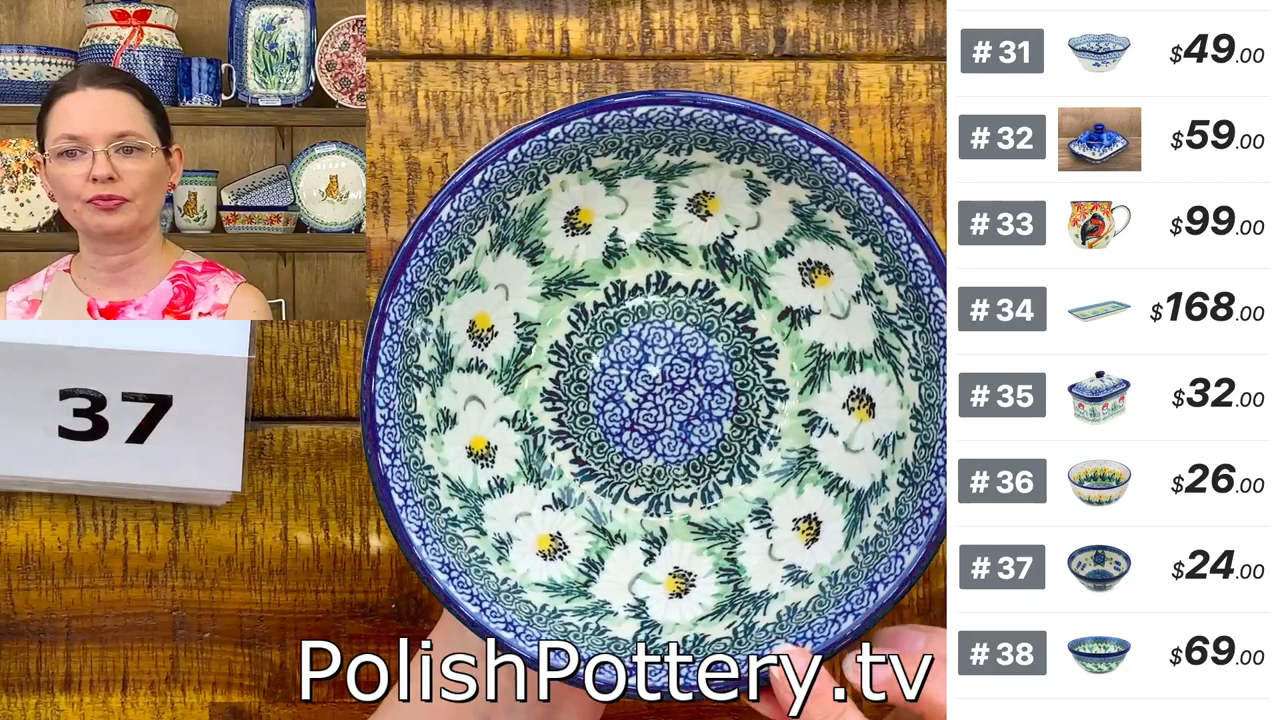 37
PolishPottery.tv
# 31 $49.00
# 32 $59.00
# 33 $99.00
# 34 $168.00
# 35 $32.00
# 36 $26.00
# 37 $24.00
# 38 $69.00